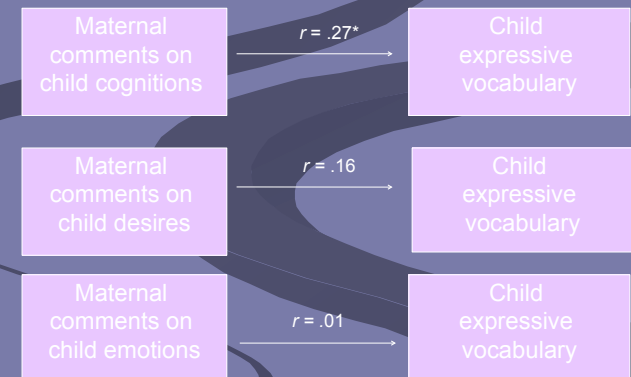 Maternal
comments on
child cognitions
r = .27*
Child
expressive
vocabulary
Maternal
comments on
child desires
r = .16
Child
expressive
vocabulary
Maternal
comments on
child emotions
r = .01
Child
expressive
vocabulary